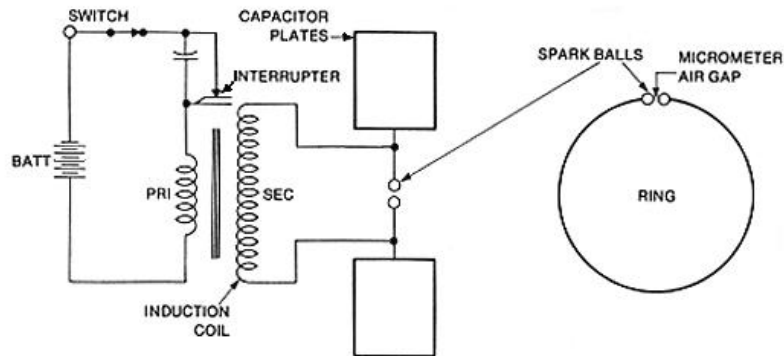 SWITCH
CAPACITOR
PLATES
INTERRUPTER
SPARK BALLS
MICROMETER
AIR GAP
BATT
PRI
SEC
RING
INDUCTION
COIL